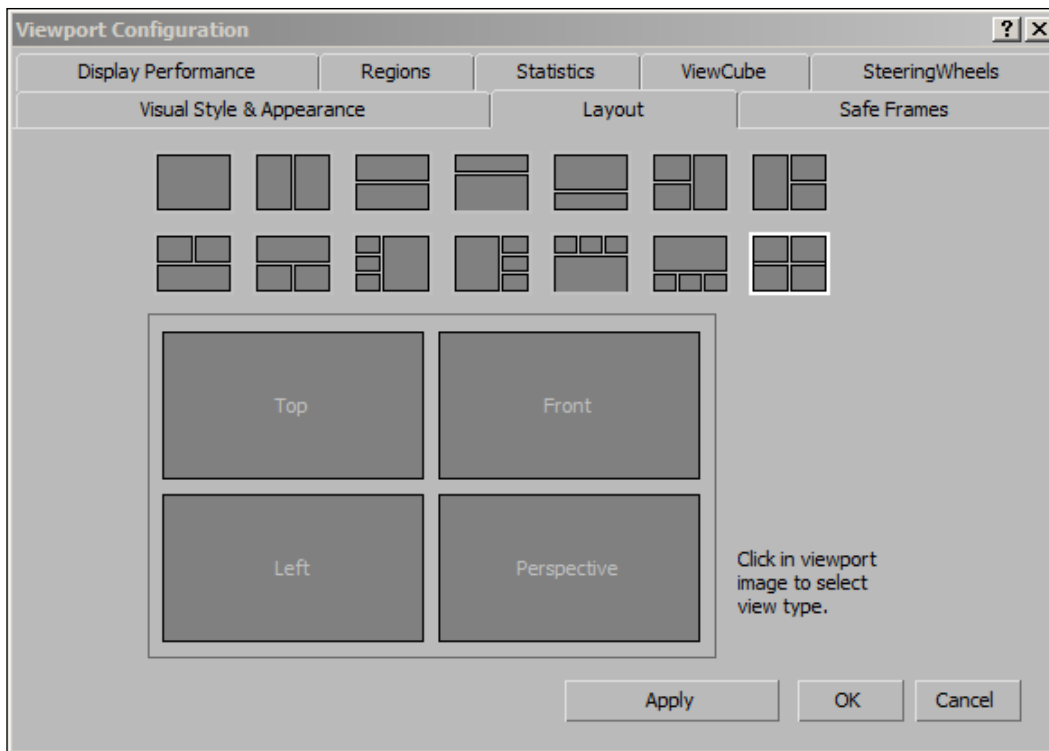 Viewport Configuration
Display Performance
Regions
Statistics
ViewCube
SteeringWheels
Visual Style & Appearance
Layout
Safe Frames
Top
Front
Left
Perspective
Click in viewport
image to select
view type.
Apply
OK
Cancel